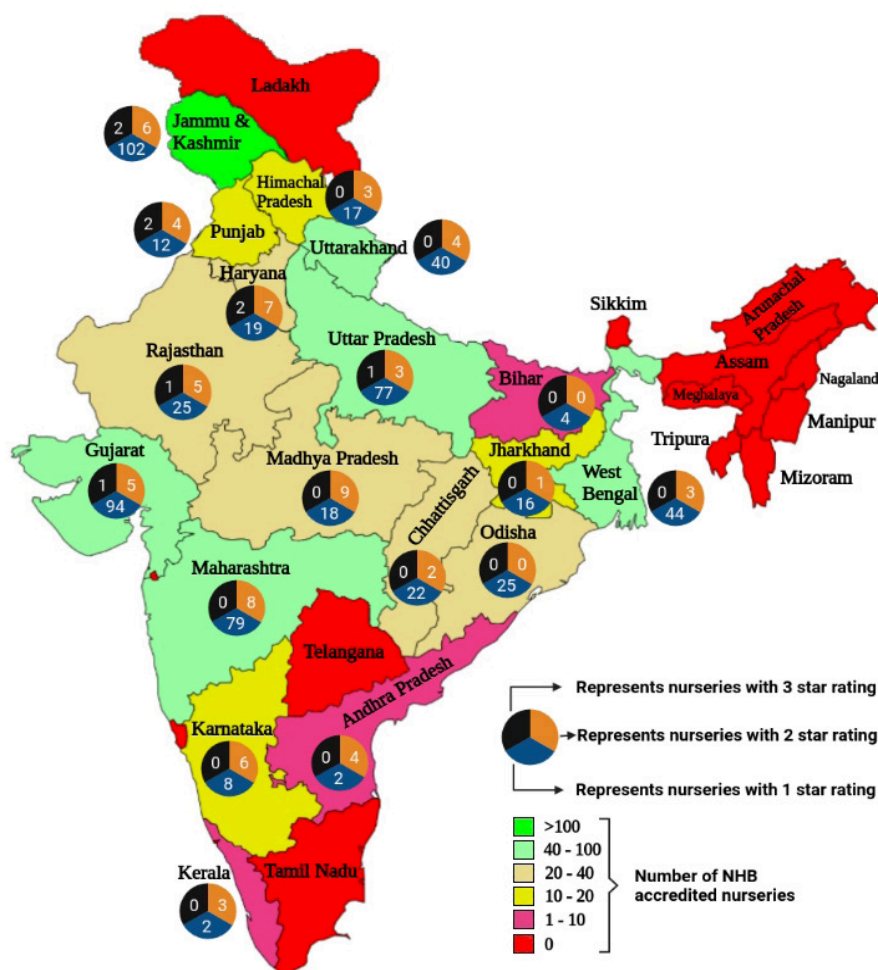 Ladakh
Jammu &
Kashmir
2 6
102
Himachal
Pradesh
0 3
17
Punjab
2 4
12
Uttarakhand
0 4
40
Haryana
2 7
19
Sikkim
Arunachal
Pradesh
Assam
Nagaland
Meghalaya
Manipur
Tripura
Mizoram
Rajasthan
1 5
25
Uttar Pradesh
1 3
77
Bihar
0 0
4
Gujarat
1 5
94
Madhya Pradesh
0 9
18
Jharkhand
0 1
16
West
Bengal
0 3
44
Chhattisgarh
0 2
22
Odisha
0 0
25
Maharashtra
0 8
79
Telangana
Andhra Pradesh
0 4
2
Karnataka
0 6
8
Kerala
0 3
2
Tamil Nadu
Represents nurseries with 3 star rating
Represents nurseries with 2 star rating
Represents nurseries with 1 star rating
>100
40 - 100
20 - 40
10 - 20
1 - 10
0
Number of NHB
accredited nurseries